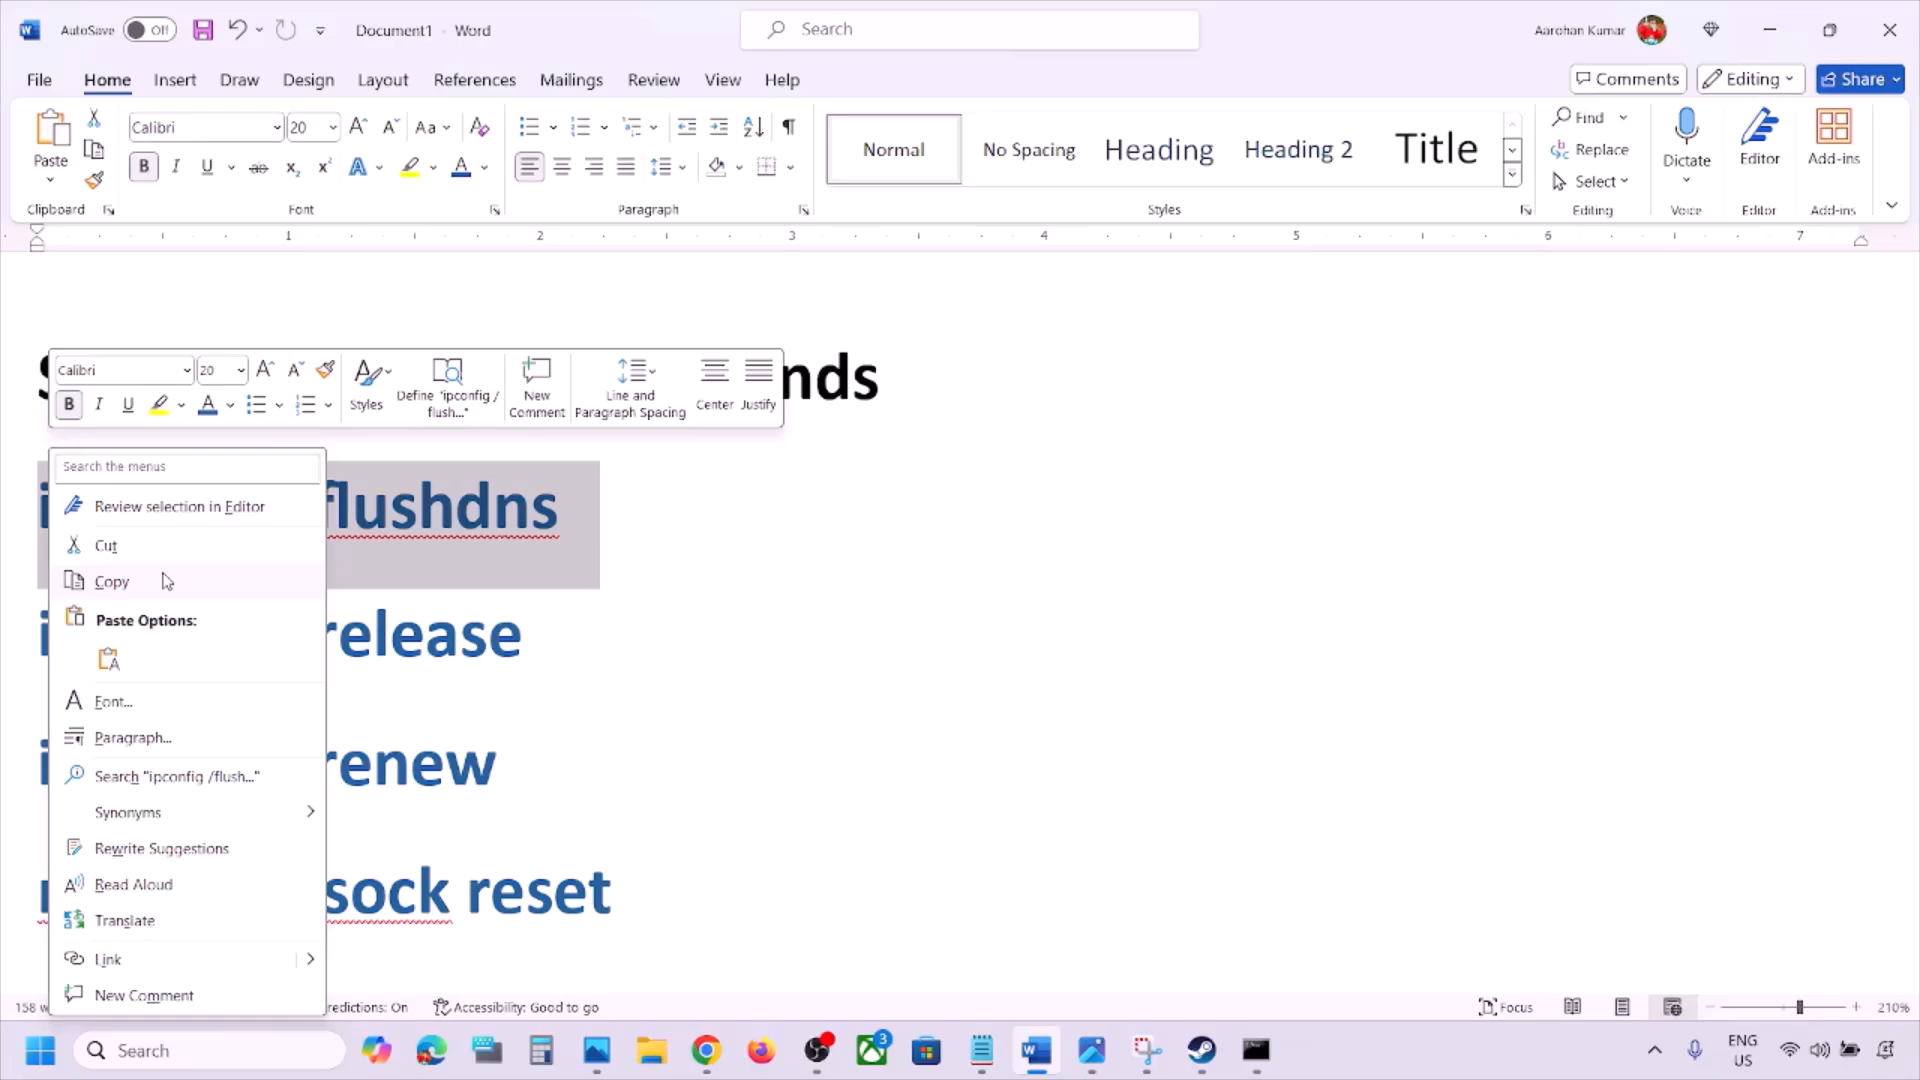 AutoSave Off Document1 - Word Search Aarohan Kumar
File Home Insert Draw Design Layout References Mailings Review View Help Comments Editing Share
Paste Calibri 20 Aa Normal No Spacing Heading Heading 2 Title Find Replace Select Dictate Editor Add-ins
Clipboard Font Paragraph Styles Editing Voice Editor Add-ins
1 2 3 4 5 6 7
nds
Calibri 20
B I U Styles Define "ipconfig /
flush..." New
Comment Line and
Paragraph Spacing Center Justify
Search the menus
Review selection in Editor
flushdns
Cut
Copy
Paste Options:
release
Font...
Paragraph...
renew
Search "ipconfig /flush..."
Synonyms
Rewrite Suggestions
Read Aloud
sock reset
Translate
Link
New Comment
158 w redictions: On Accessibility: Good to go Focus 210%
Search 3 ENG
US